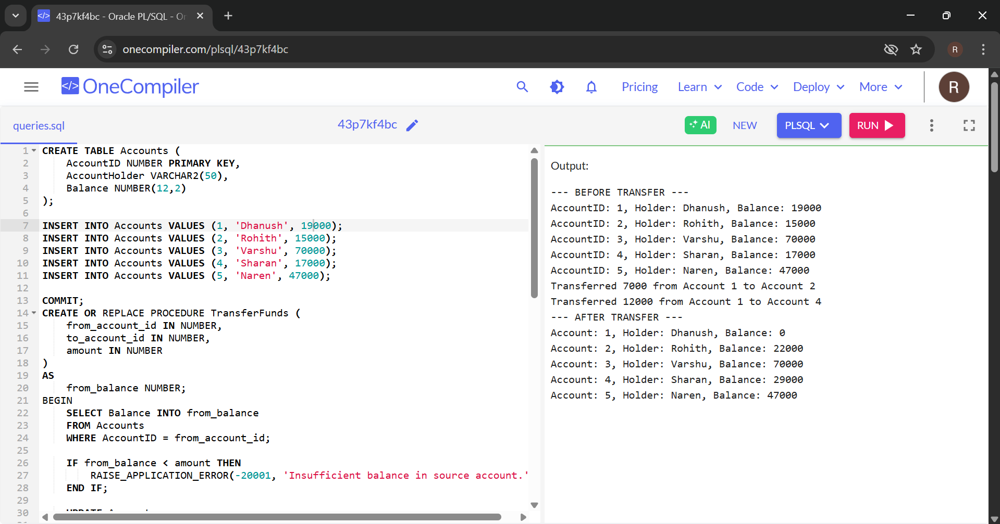 43p7kf4bc - Oracle PL/SQL - Or
onecompiler.com/plsql/43p7kf4bc
R
</> OneCompiler
Pricing
Learn
Code
Deploy
More
R
queries.sql
43p7kf4bc
AI
NEW
PLSQL
RUN
1 CREATE TABLE Accounts (
2     AccountID NUMBER PRIMARY KEY,
3     AccountHolder VARCHAR2(50),
4     Balance NUMBER(12,2)
5 );
6
7 INSERT INTO Accounts VALUES (1, 'Dhanush', 19000);
8 INSERT INTO Accounts VALUES (2, 'Rohith', 15000);
9 INSERT INTO Accounts VALUES (3, 'Varshu', 70000);
10 INSERT INTO Accounts VALUES (4, 'Sharan', 17000);
11 INSERT INTO Accounts VALUES (5, 'Naren', 47000);
12
13 COMMIT;
14 CREATE OR REPLACE PROCEDURE TransferFunds (
15     from_account_id IN NUMBER,
16     to_account_id IN NUMBER,
17     amount IN NUMBER
18 )
19 AS
20     from_balance NUMBER;
21 BEGIN
22     SELECT Balance INTO from_balance
23     FROM Accounts
24     WHERE AccountID = from_account_id;
25
26     IF from_balance < amount THEN
27         RAISE_APPLICATION_ERROR(-20001, 'Insufficient balance in source account.'
28     END IF;
29
30
Output:
--- BEFORE TRANSFER ---
AccountID: 1, Holder: Dhanush, Balance: 19000
AccountID: 2, Holder: Rohith, Balance: 15000
AccountID: 3, Holder: Varshu, Balance: 70000
AccountID: 4, Holder: Sharan, Balance: 17000
AccountID: 5, Holder: Naren, Balance: 47000
Transferred 7000 from Account 1 to Account 2
Transferred 12000 from Account 1 to Account 4
--- AFTER TRANSFER ---
Account: 1, Holder: Dhanush, Balance: 0
Account: 2, Holder: Rohith, Balance: 22000
Account: 3, Holder: Varshu, Balance: 70000
Account: 4, Holder: Sharan, Balance: 29000
Account: 5, Holder: Naren, Balance: 47000